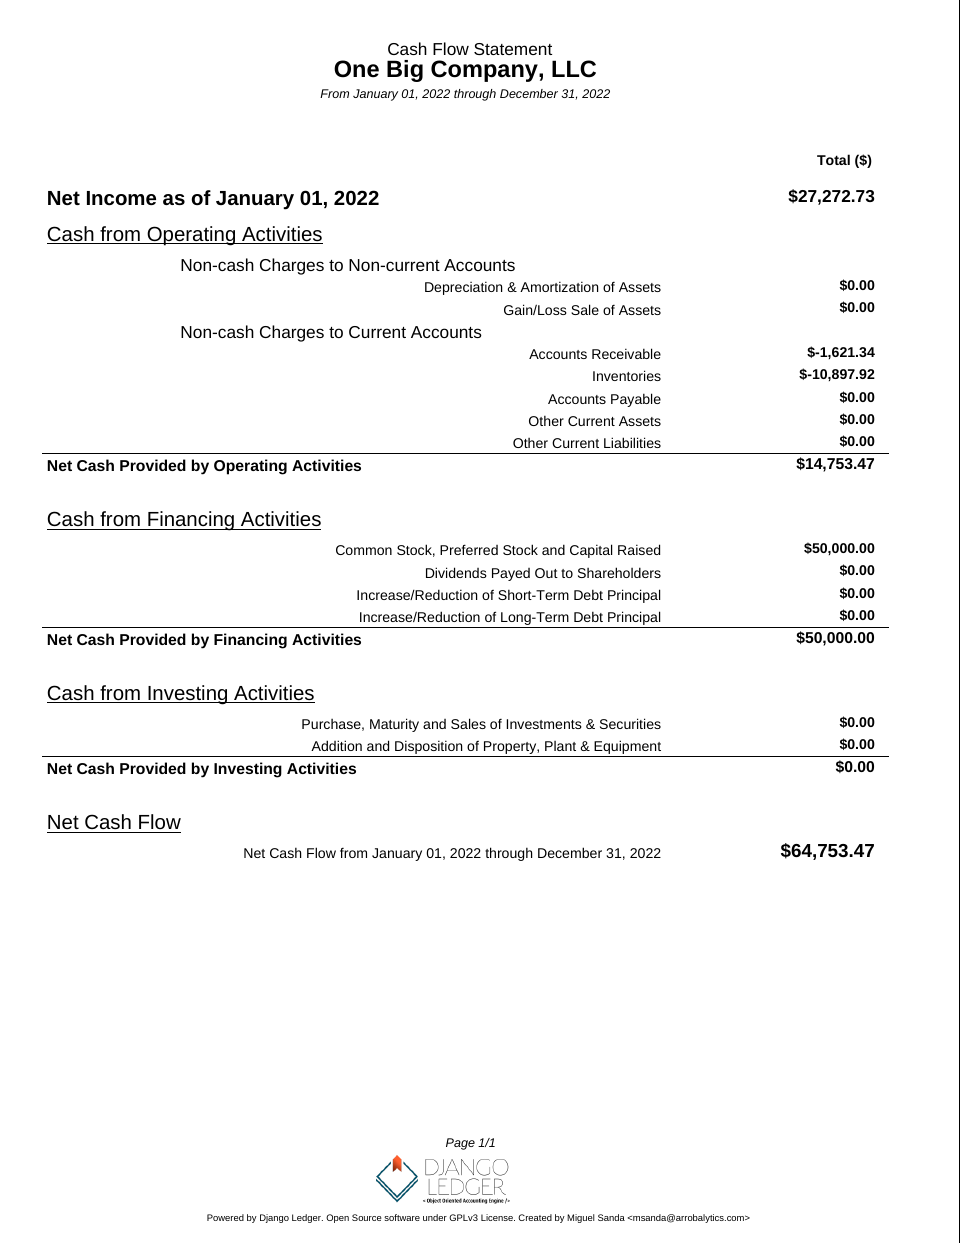 Cash Flow Statement
One Big Company, LLC
From January 01, 2022 through December 31, 2022
Total ($)
Net Income as of January 01, 2022 $27,272.73
Cash from Operating Activities
Non-cash Charges to Non-current Accounts
Depreciation & Amortization of Assets $0.00
Gain/Loss Sale of Assets $0.00
Non-cash Charges to Current Accounts
Accounts Receivable $-1,621.34
Inventories $-10,897.92
Accounts Payable $0.00
Other Current Assets $0.00
Other Current Liabilities $0.00
Net Cash Provided by Operating Activities $14,753.47
Cash from Financing Activities
Common Stock, Preferred Stock and Capital Raised $50,000.00
Dividends Payed Out to Shareholders $0.00
Increase/Reduction of Short-Term Debt Principal $0.00
Increase/Reduction of Long-Term Debt Principal $0.00
Net Cash Provided by Financing Activities $50,000.00
Cash from Investing Activities
Purchase, Maturity and Sales of Investments & Securities $0.00
Addition and Disposition of Property, Plant & Equipment $0.00
Net Cash Provided by Investing Activities $0.00
Net Cash Flow
Net Cash Flow from January 01, 2022 through December 31, 2022 $64,753.47
Page 1/1
DJANGO
LEDGER
< Object Oriented Accounting Engine />
Powered by Django Ledger. Open Source software under GPLv3 License. Created by Miguel Sanda <msanda@arrobalytics.com>